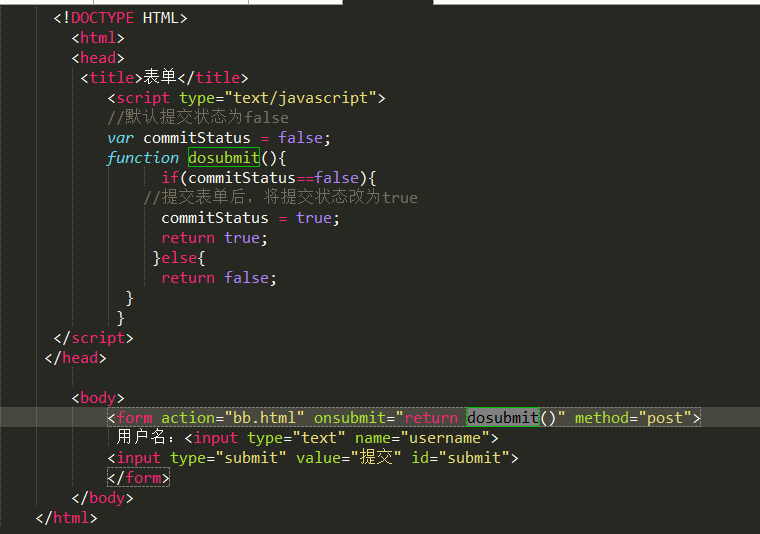 <!DOCTYPE HTML>
<html>
<head>
<title>表单</title>
<script type="text/javascript">
//默认提交状态为false
var commitStatus = false;
function dosubmit(){
if(commitStatus==false){
//提交表单后，将提交状态改为true
commitStatus = true;
return true;
}else{
return false;
}
}
</script>
</head>
<body>
<form action="bb.html" onsubmit="return dosubmit()" method="post">
用户名：<input type="text" name="username">
<input type="submit" value="提交" id="submit">
</form>
</body>
</html>